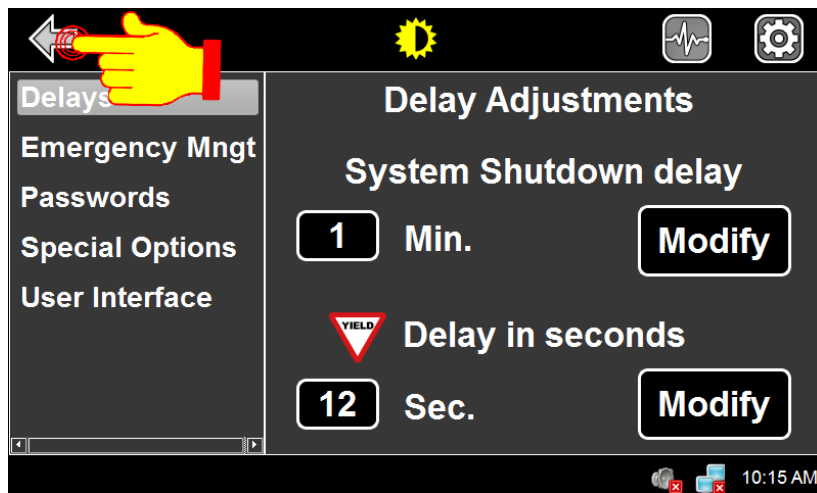 Delays
Emergency Mngt
Passwords
Special Options
User Interface
Delay Adjustments
System Shutdown delay
1 Min. Modify
YIELD Delay in seconds
12 Sec. Modify
10:15 AM